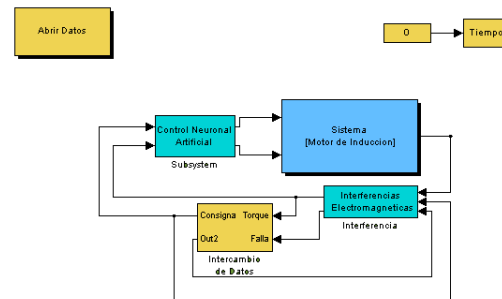 Abrir Datos
0
Tiempo
Control Neuronal
Artificial
Subsystem
Sistema
[Motor de Induccion]
Interferencias
Electromagneticas
Interferencia
Consigna Torque
Out2 Falla
Intercambio
de Datos